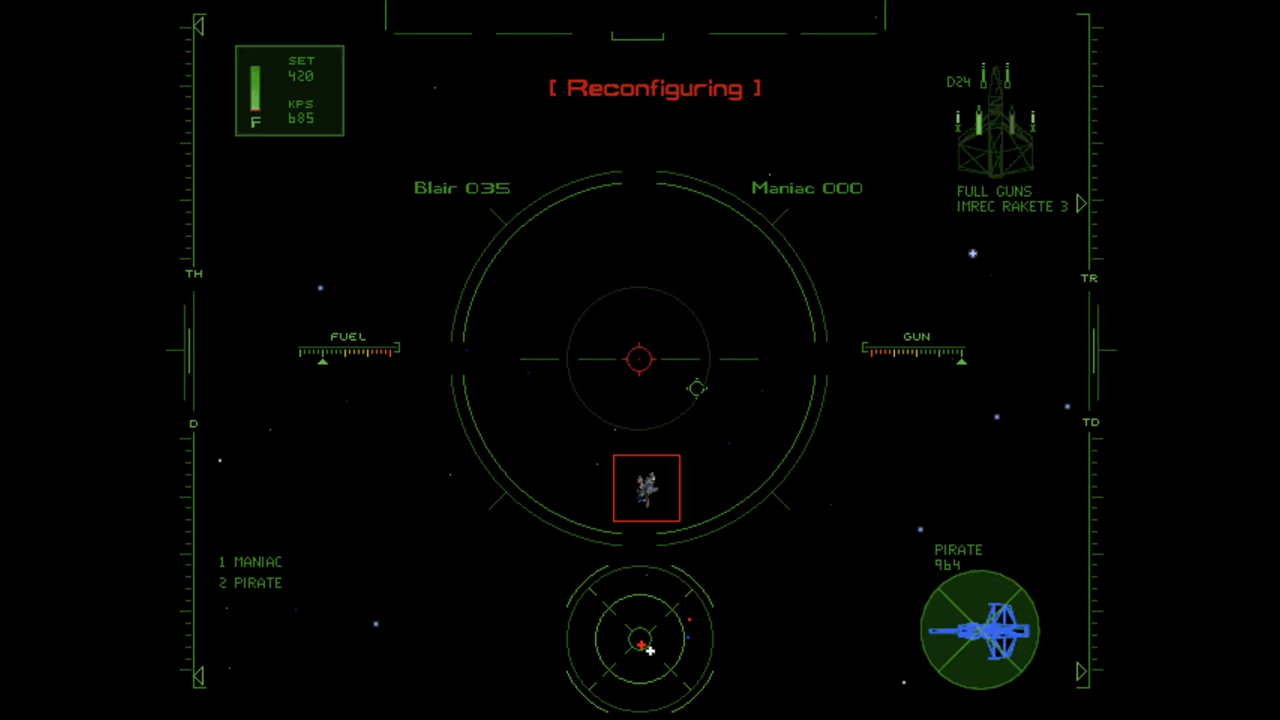 SET
420
KPS
685
F
[ Reconfiguring ]
D24
FULL GUNS
IMREC RAKETE 3
Blair 035
Maniac 000
TH
TR
FUEL
GUN
D
TD
1 MANIAC
2 PIRATE
PIRATE
964